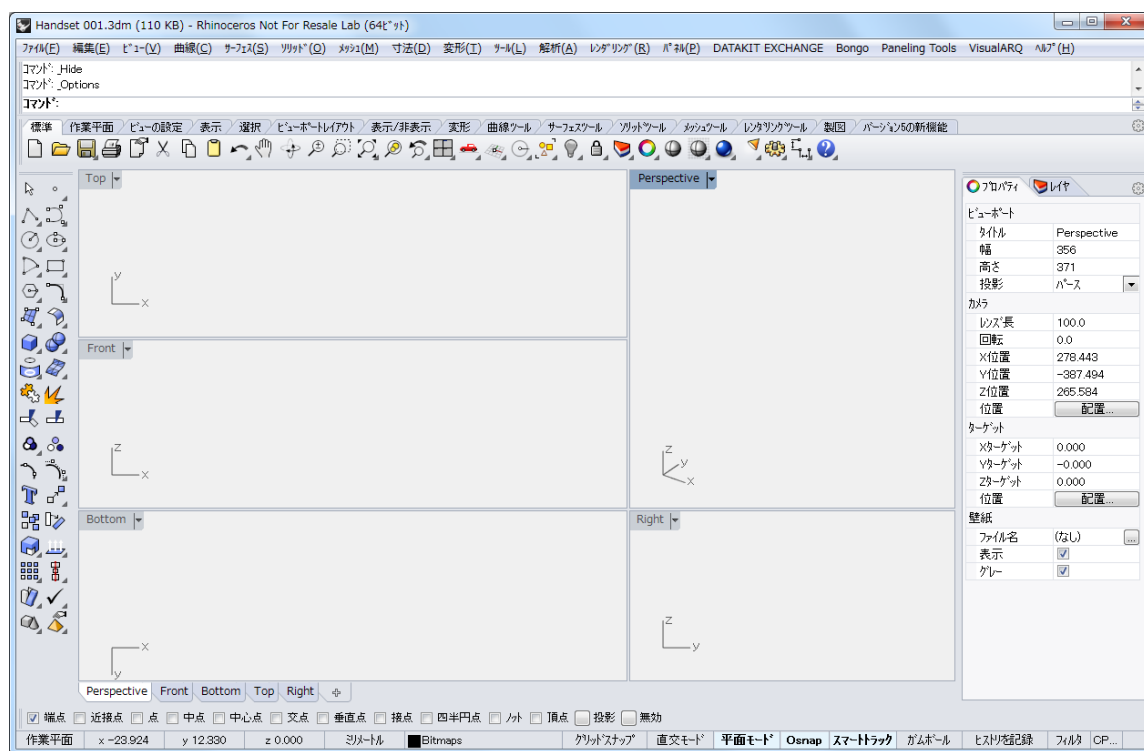 Handset 001.3dm (110 KB) - Rhinoceros Not For Resale Lab (64ビット)
ファイル(F) 編集(E) ビュー(V) 曲線(C) サーフェス(S) ソリッド(O) メッシュ(M) 寸法(D) 変形(T) ツール(L) 解析(A) レンダリング(R) パネル(P) DATAKIT EXCHANGE Bongo Paneling Tools VisualARQ ヘルプ(H)
コマンド: _Hide
コマンド: _Options
コマンド:
標準 作業平面 ビューの設定 表示 選択 ビューポートレイアウト 表示/非表示 変形 曲線ツール サーフェスツール ソリッドツール メッシュツール レンダリングツール 製図 バージョン5の新機能
Top
Perspective
プロパティ レイヤ
ビューポート
タイトル Perspective
幅 356
高さ 371
投影 パース
カメラ
レンズ長 100.0
回転 0.0
X位置 278.443
Y位置 -387.494
Z位置 265.584
位置 配置...
ターゲット
Xターゲット 0.000
Yターゲット -0.000
Zターゲット 0.000
位置 配置...
壁紙
ファイル名 (なし) ...
表示
グレー
y
x
Front
z
x
z
y
x
Bottom
Right
x
y
z
y
Perspective Front Bottom Top Right
端点 近接点 点 中点 中心点 交点 垂直点 接点 四半円点 ノット 頂点 投影 無効
作業平面 x -23.924 y 12.330 z 0.000 ミリメートル Bitmaps グリッドスナップ 直交モード 平面モード Osnap スマートトラック ガムボール ヒストリを記録 フィルタ CP...